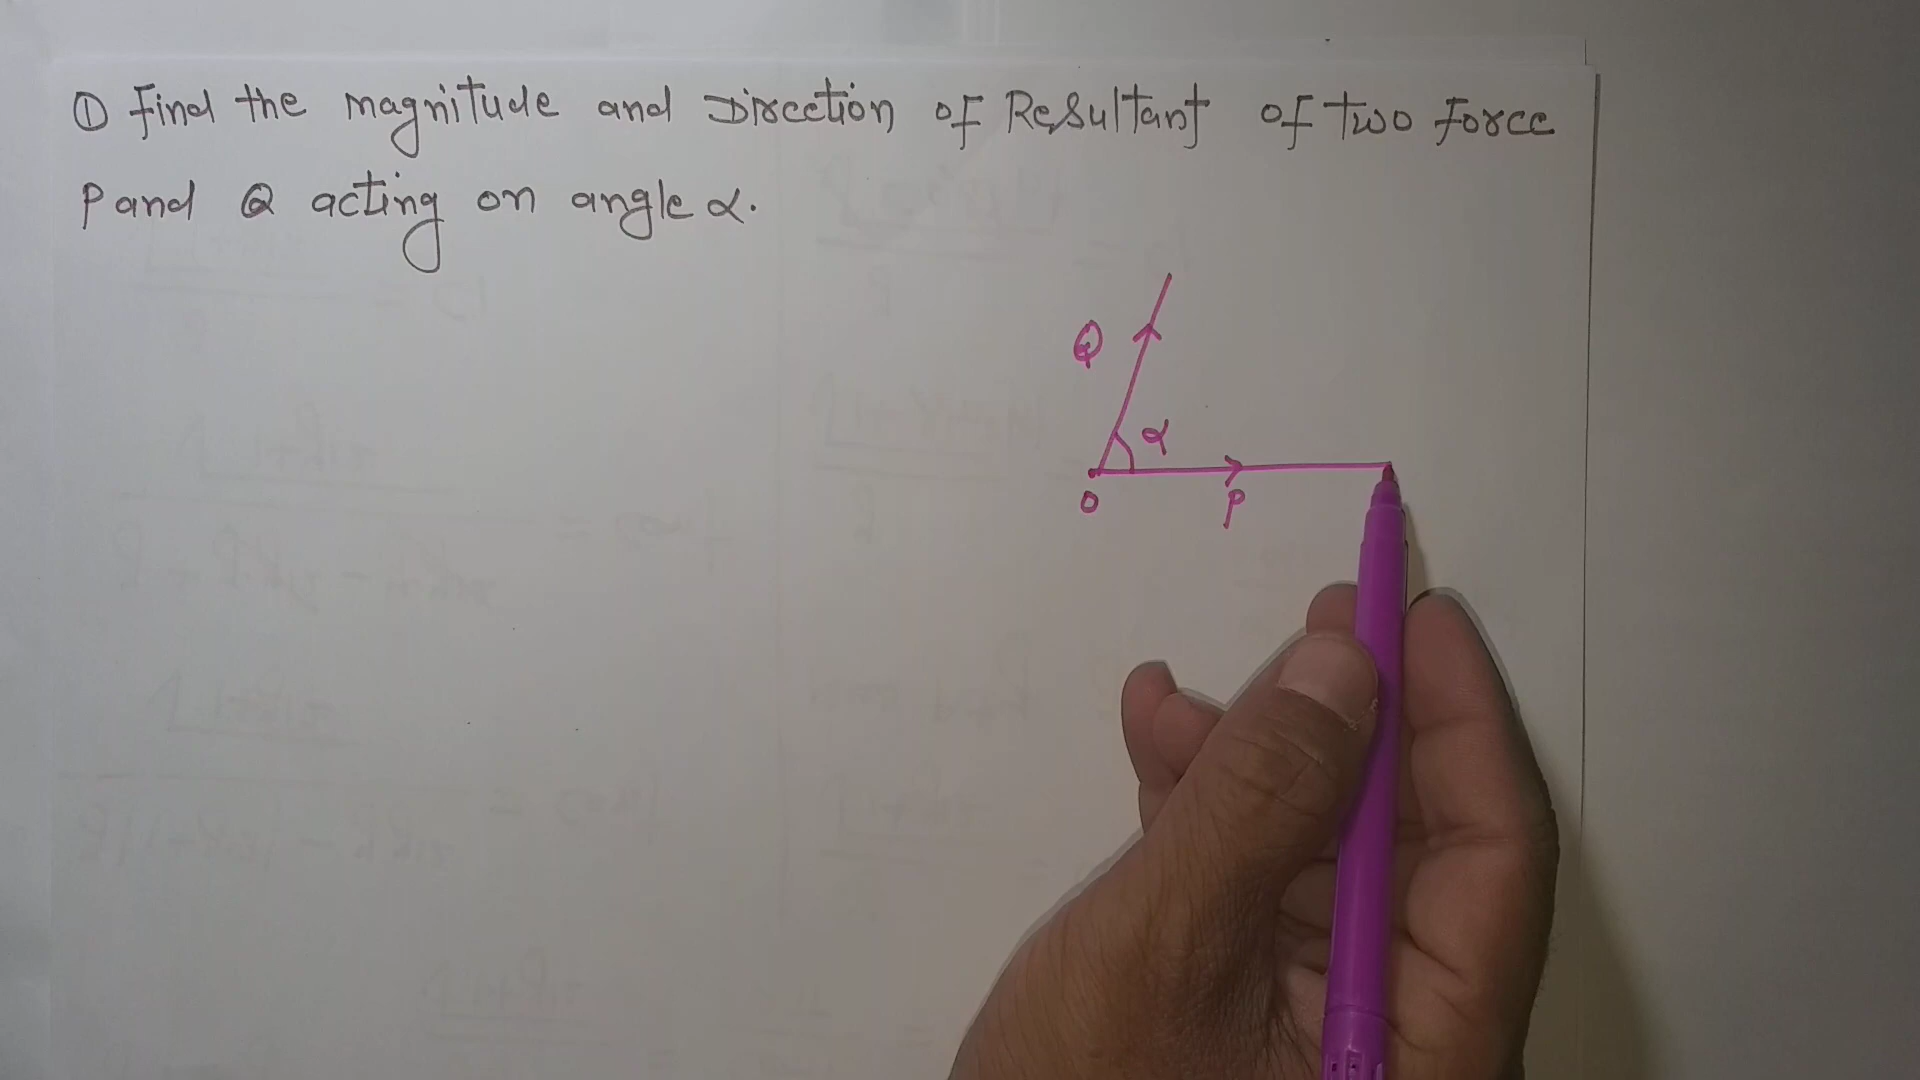 ① Find the magnitude and Direction of Resultant of Two Force
P and Q acting on angle α.
Q
α
O
P